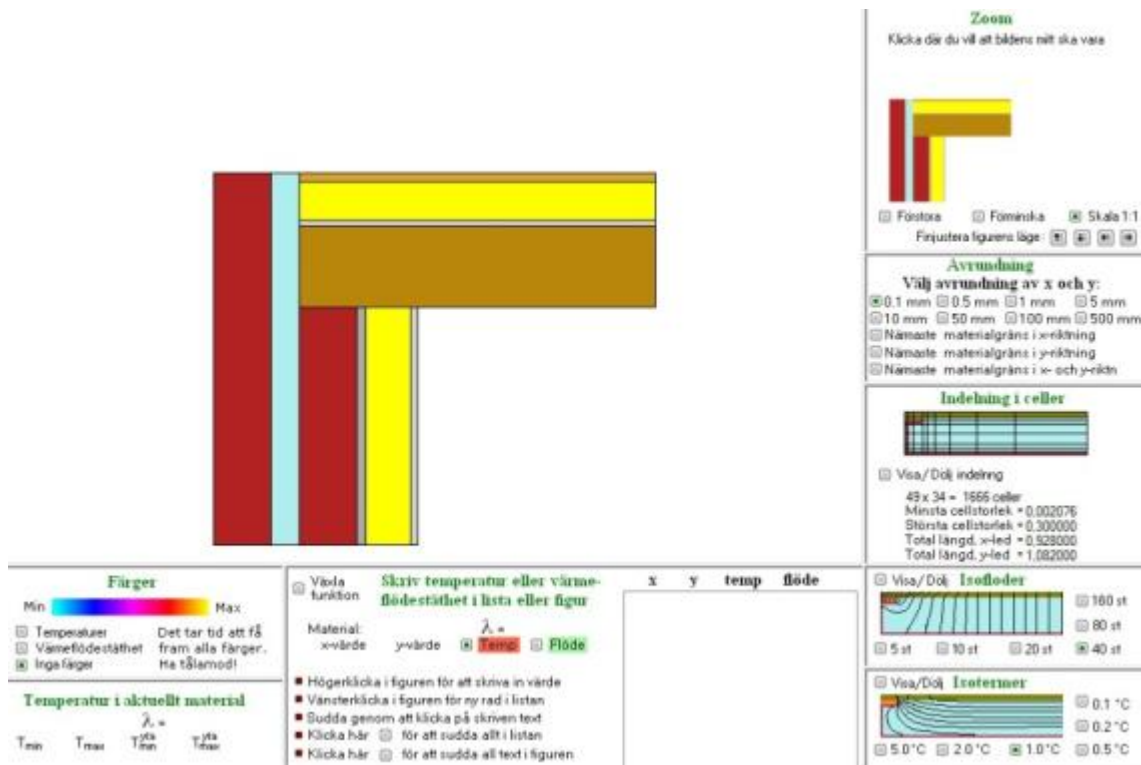 Zoom
Klicka där du vill att bildens mitt ska vara
Förstora Förminska Skala 1:1
Finjustera figurens läge:
Avrundning
Välj avrundning av x och y:
0.1 mm 0.5 mm 1 mm 5 mm
10 mm 50 mm 100 mm 500 mm
Närmaste materialgräns i x-riktning
Närmaste materialgräns i y-riktning
Närmaste materialgräns i x- och y-riktn
Indelning i celler
Visa/Dölj indelning
49 x 34 = 1666 celler
Minsta cellstorlek = 0.002076
Största cellstorlek = 0.300000
Total längd, x-led = 0.928000
Total längd, y-led = 1.082000
Färger
Min Max
Temperaturer
Värmeflödestäthet
Inga färger
Det tar tid att få
fram alla färger.
Ha tålamod!
Temperatur i aktuellt material
λ =
Tmin Tmax Tytamin Tytamax
Växla
funktion
Skriv temperatur eller värme-
flödestäthet i lista eller figur
Material: λ =
x-värde y-värde Temp Flöde
Högerklicka i figuren för att skriva in värde
Vänsterklicka i figuren för ny rad i listan
Sudda genom att klicka på skriven text
Klicka här för att sudda allt i listan
Klicka här för att sudda all text i figuren
x y temp flöde
Visa/Dölj Isoflöder
160 st
80 st
5 st 10 st 20 st 40 st
Visa/Dölj Isotermer
0.1 °C
0.2 °C
5.0 °C 2.0 °C 1.0 °C 0.5 °C